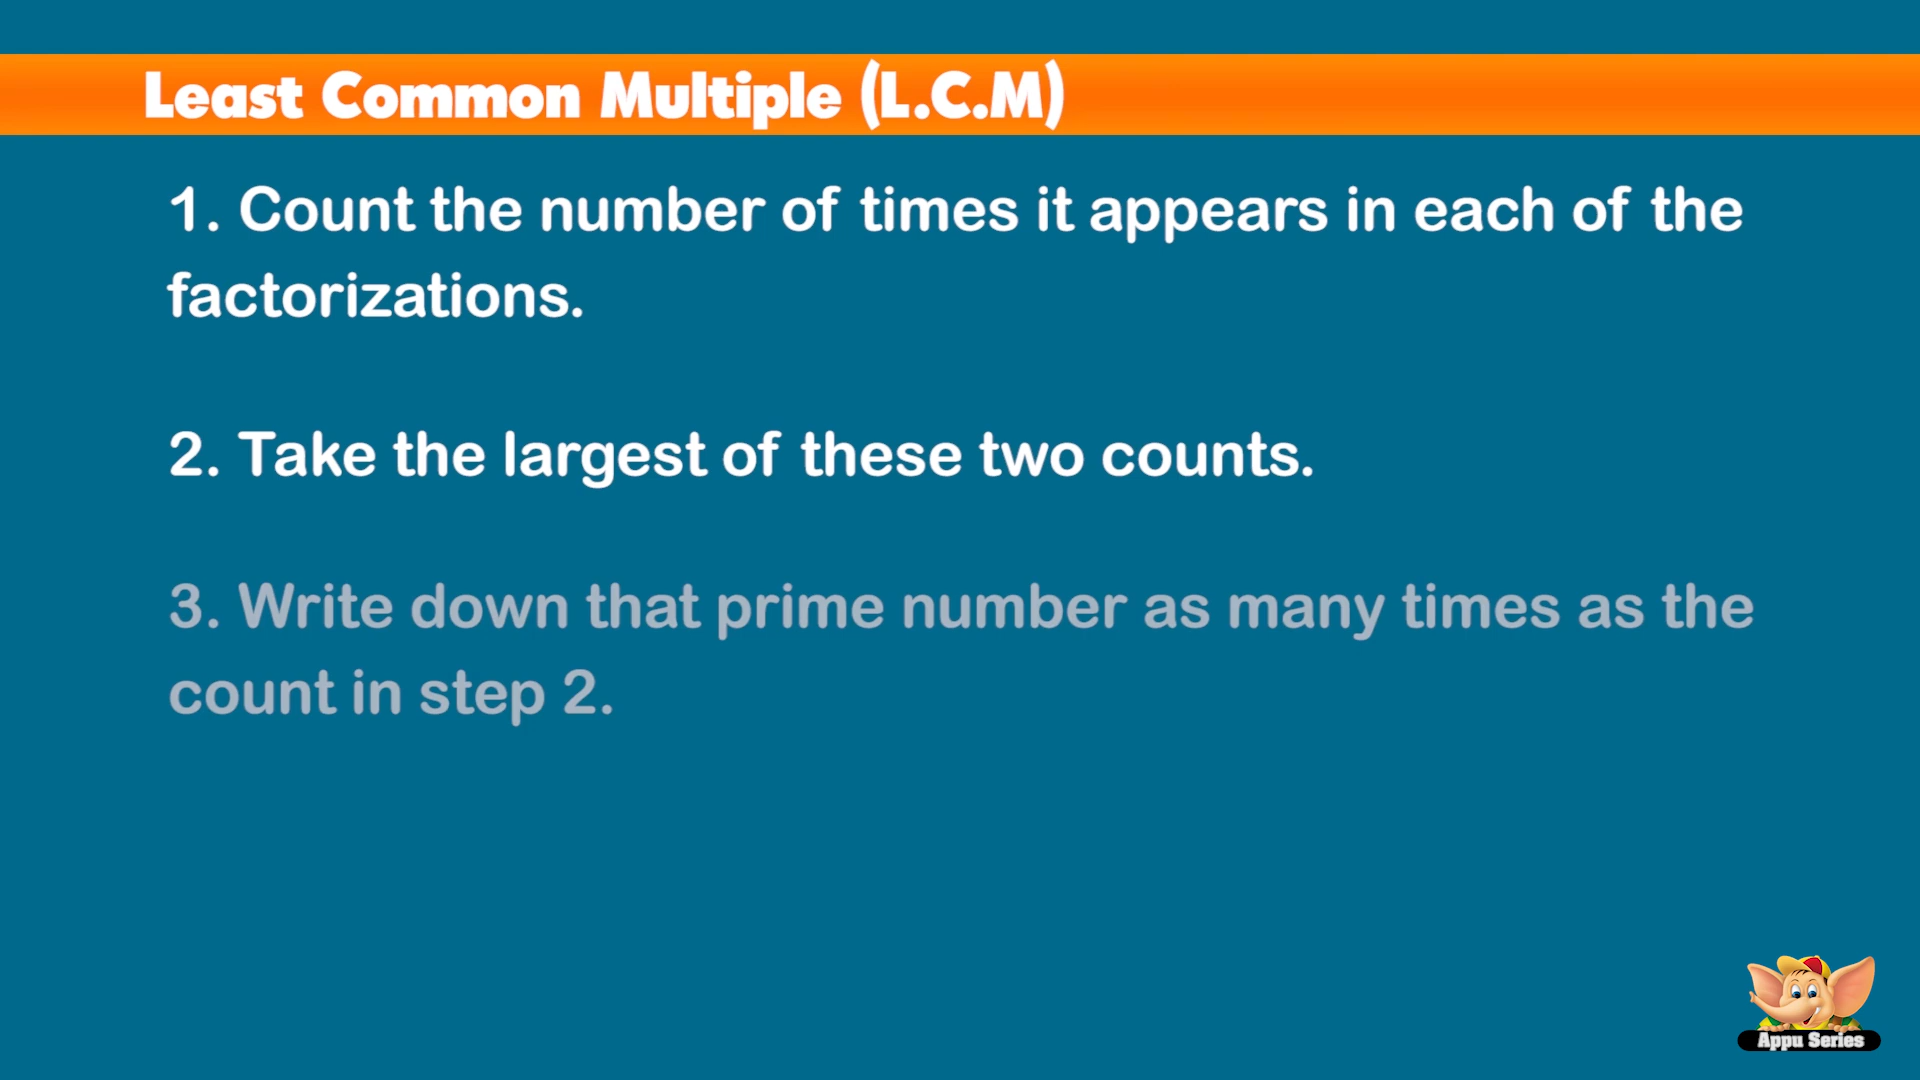 Least Common Multiple (L.C.M)
1. Count the number of times it appears in each of the
factorizations.
2. Take the largest of these two counts.
3. Write down that prime number as many times as the
count in step 2.
Appu Series